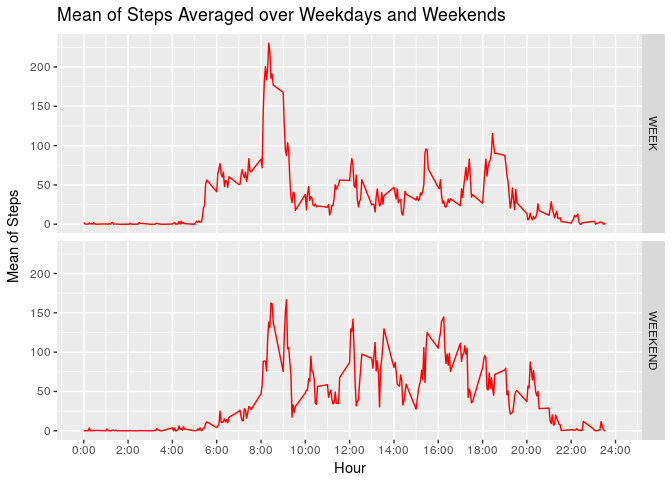 Mean of Steps Averaged over Weekdays and Weekends
Mean of Steps
200
150
100
50
0
WEEK
200
150
100
50
0
WEEKEND
0:00 2:00 4:00 6:00 8:00 10:00 12:00 14:00 16:00 18:00 20:00 22:00 24:00
Hour